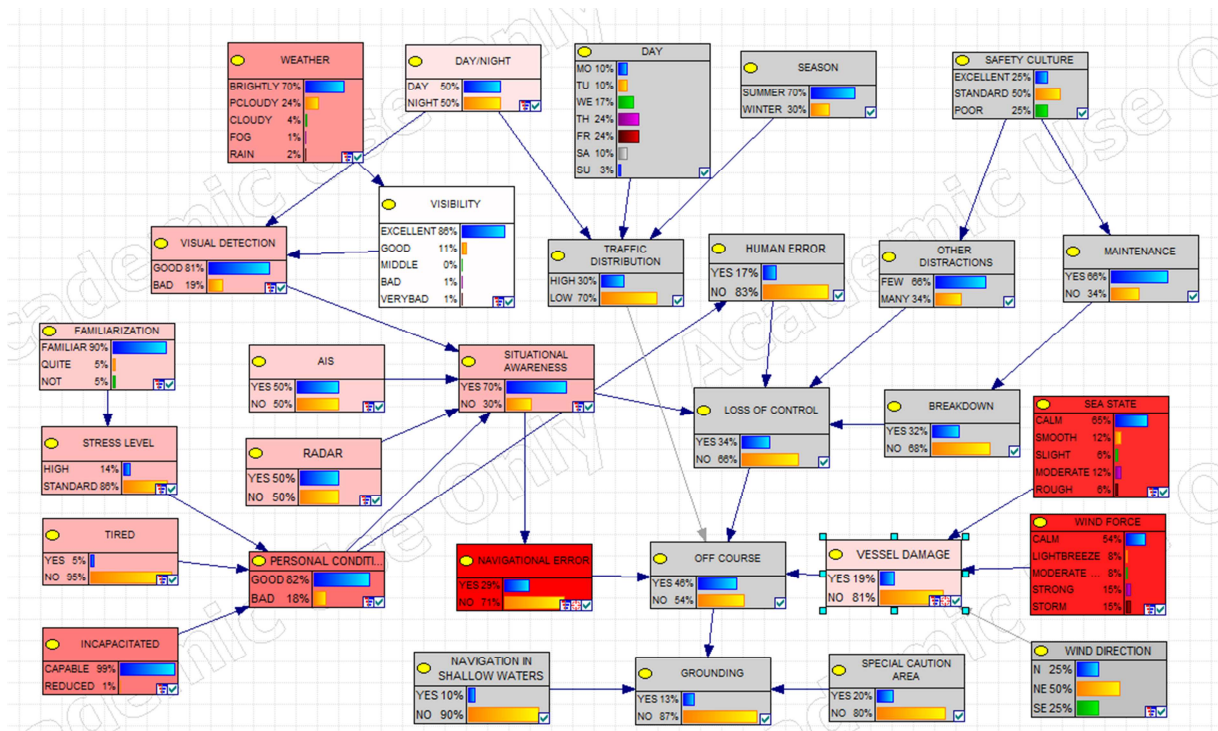 WEATHER
BRIGHTLY 70%
PCLOUDY 24%
CLOUDY 4%
FOG 1%
RAIN 2%
DAY/NIGHT
DAY 50%
NIGHT 50%
DAY
MO 10%
TU 10%
WE 17%
TH 24%
FR 24%
SA 10%
SU 3%
SEASON
SUMMER 70%
WINTER 30%
SAFETY CULTURE
EXCELLENT 25%
STANDARD 50%
POOR 25%
VISIBILITY
EXCELLENT 86%
GOOD 11%
MIDDLE 0%
BAD 1%
VERYBAD 1%
VISUAL DETECTION
GOOD 81%
BAD 19%
TRAFFIC
DISTRIBUTION
HIGH 30%
LOW 70%
HUMAN ERROR
YES 17%
NO 83%
OTHER
DISTRACTIONS
FEW 66%
MANY 34%
MAINTENANCE
YES 66%
NO 34%
FAMILIARIZATION
FAMILIAR 90%
QUITE 5%
NOT 5%
AIS
YES 50%
NO 50%
SITUATIONAL
AWARENESS
YES 70%
NO 30%
LOSS OF CONTROL
YES 34%
NO 66%
BREAKDOWN
YES 32%
NO 68%
SEA STATE
CALM 65%
SMOOTH 12%
SLIGHT 6%
MODERATE 12%
ROUGH 6%
STRESS LEVEL
HIGH 14%
STANDARD 86%
RADAR
YES 50%
NO 50%
TIRED
YES 5%
NO 95%
PERSONAL CONDITI...
GOOD 82%
BAD 18%
NAVIGATIONAL ERROR
YES 29%
NO 71%
OFF COURSE
YES 46%
NO 54%
VESSEL DAMAGE
YES 19%
NO 81%
WIND FORCE
CALM 54%
LIGHTBREEZE 8%
MODERATE ... 8%
STRONG 15%
STORM 15%
INCAPACITATED
CAPABLE 99%
REDUCED 1%
NAVIGATION IN
SHALLOW WATERS
YES 10%
NO 90%
GROUNDING
YES 13%
NO 87%
SPECIAL CAUTION
AREA
YES 20%
NO 80%
WIND DIRECTION
N 25%
NE 50%
SE 25%
Academic Use Only